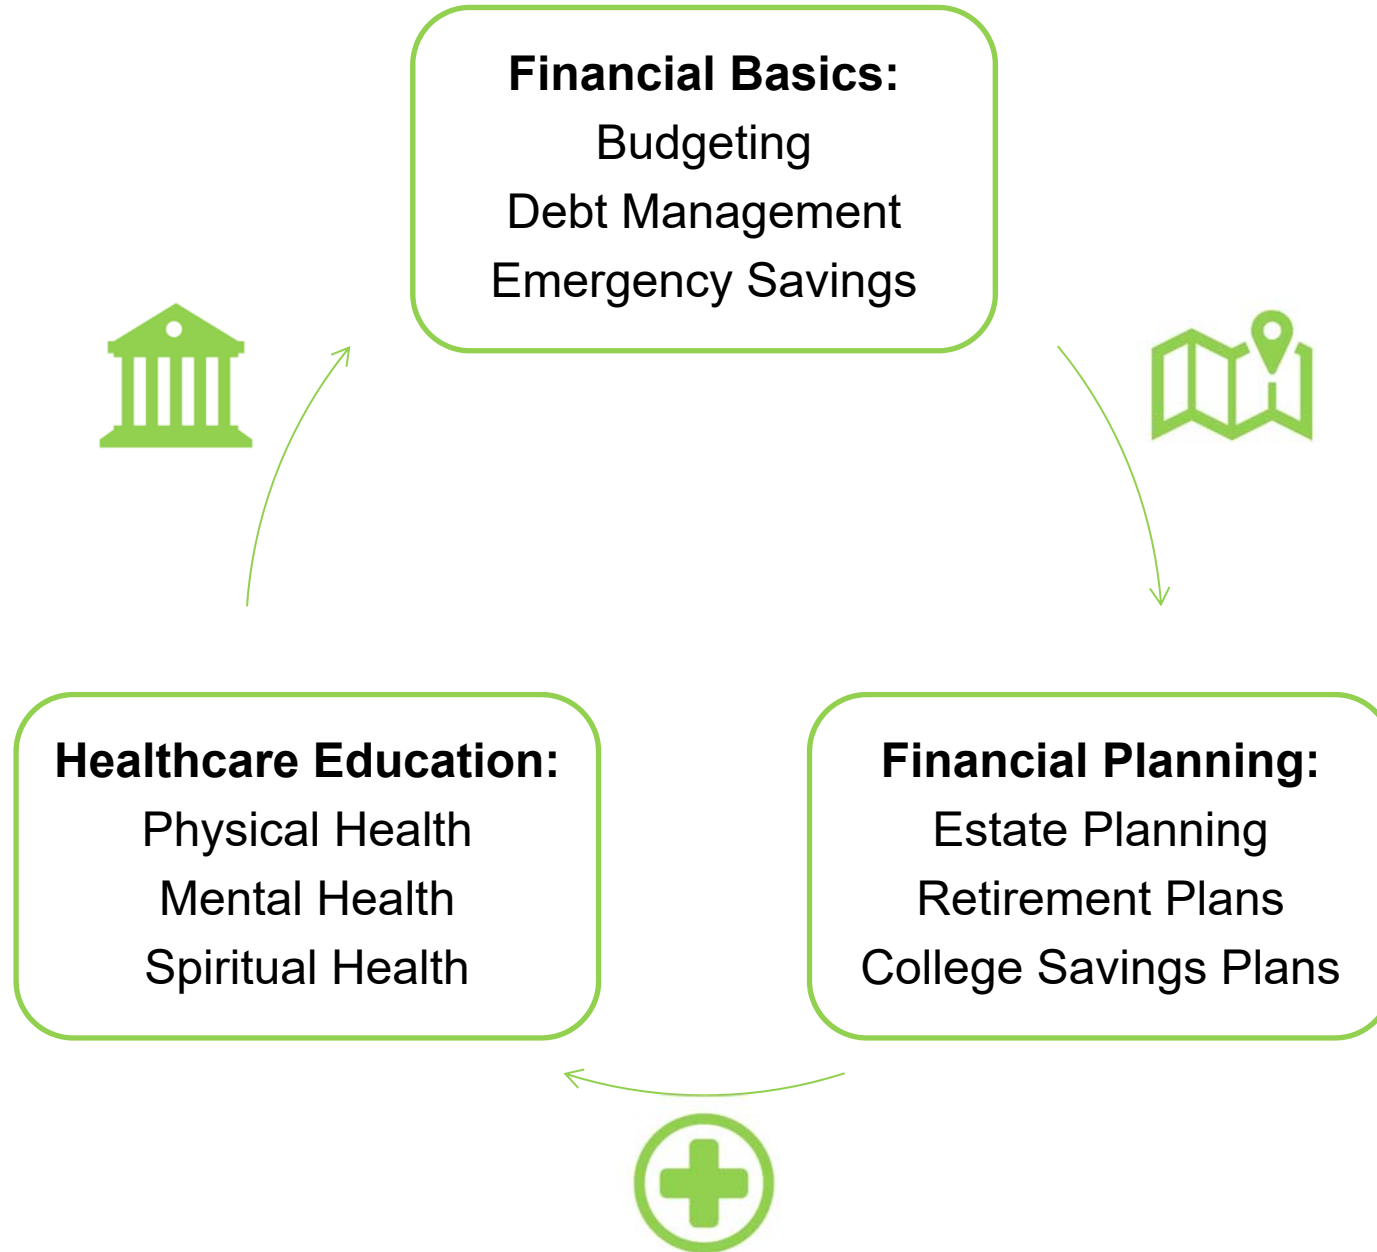 Financial Basics:
Budgeting
Debt Management
Emergency Savings
Healthcare Education:
Physical Health
Mental Health
Spiritual Health
Financial Planning:
Estate Planning
Retirement Plans
College Savings Plans